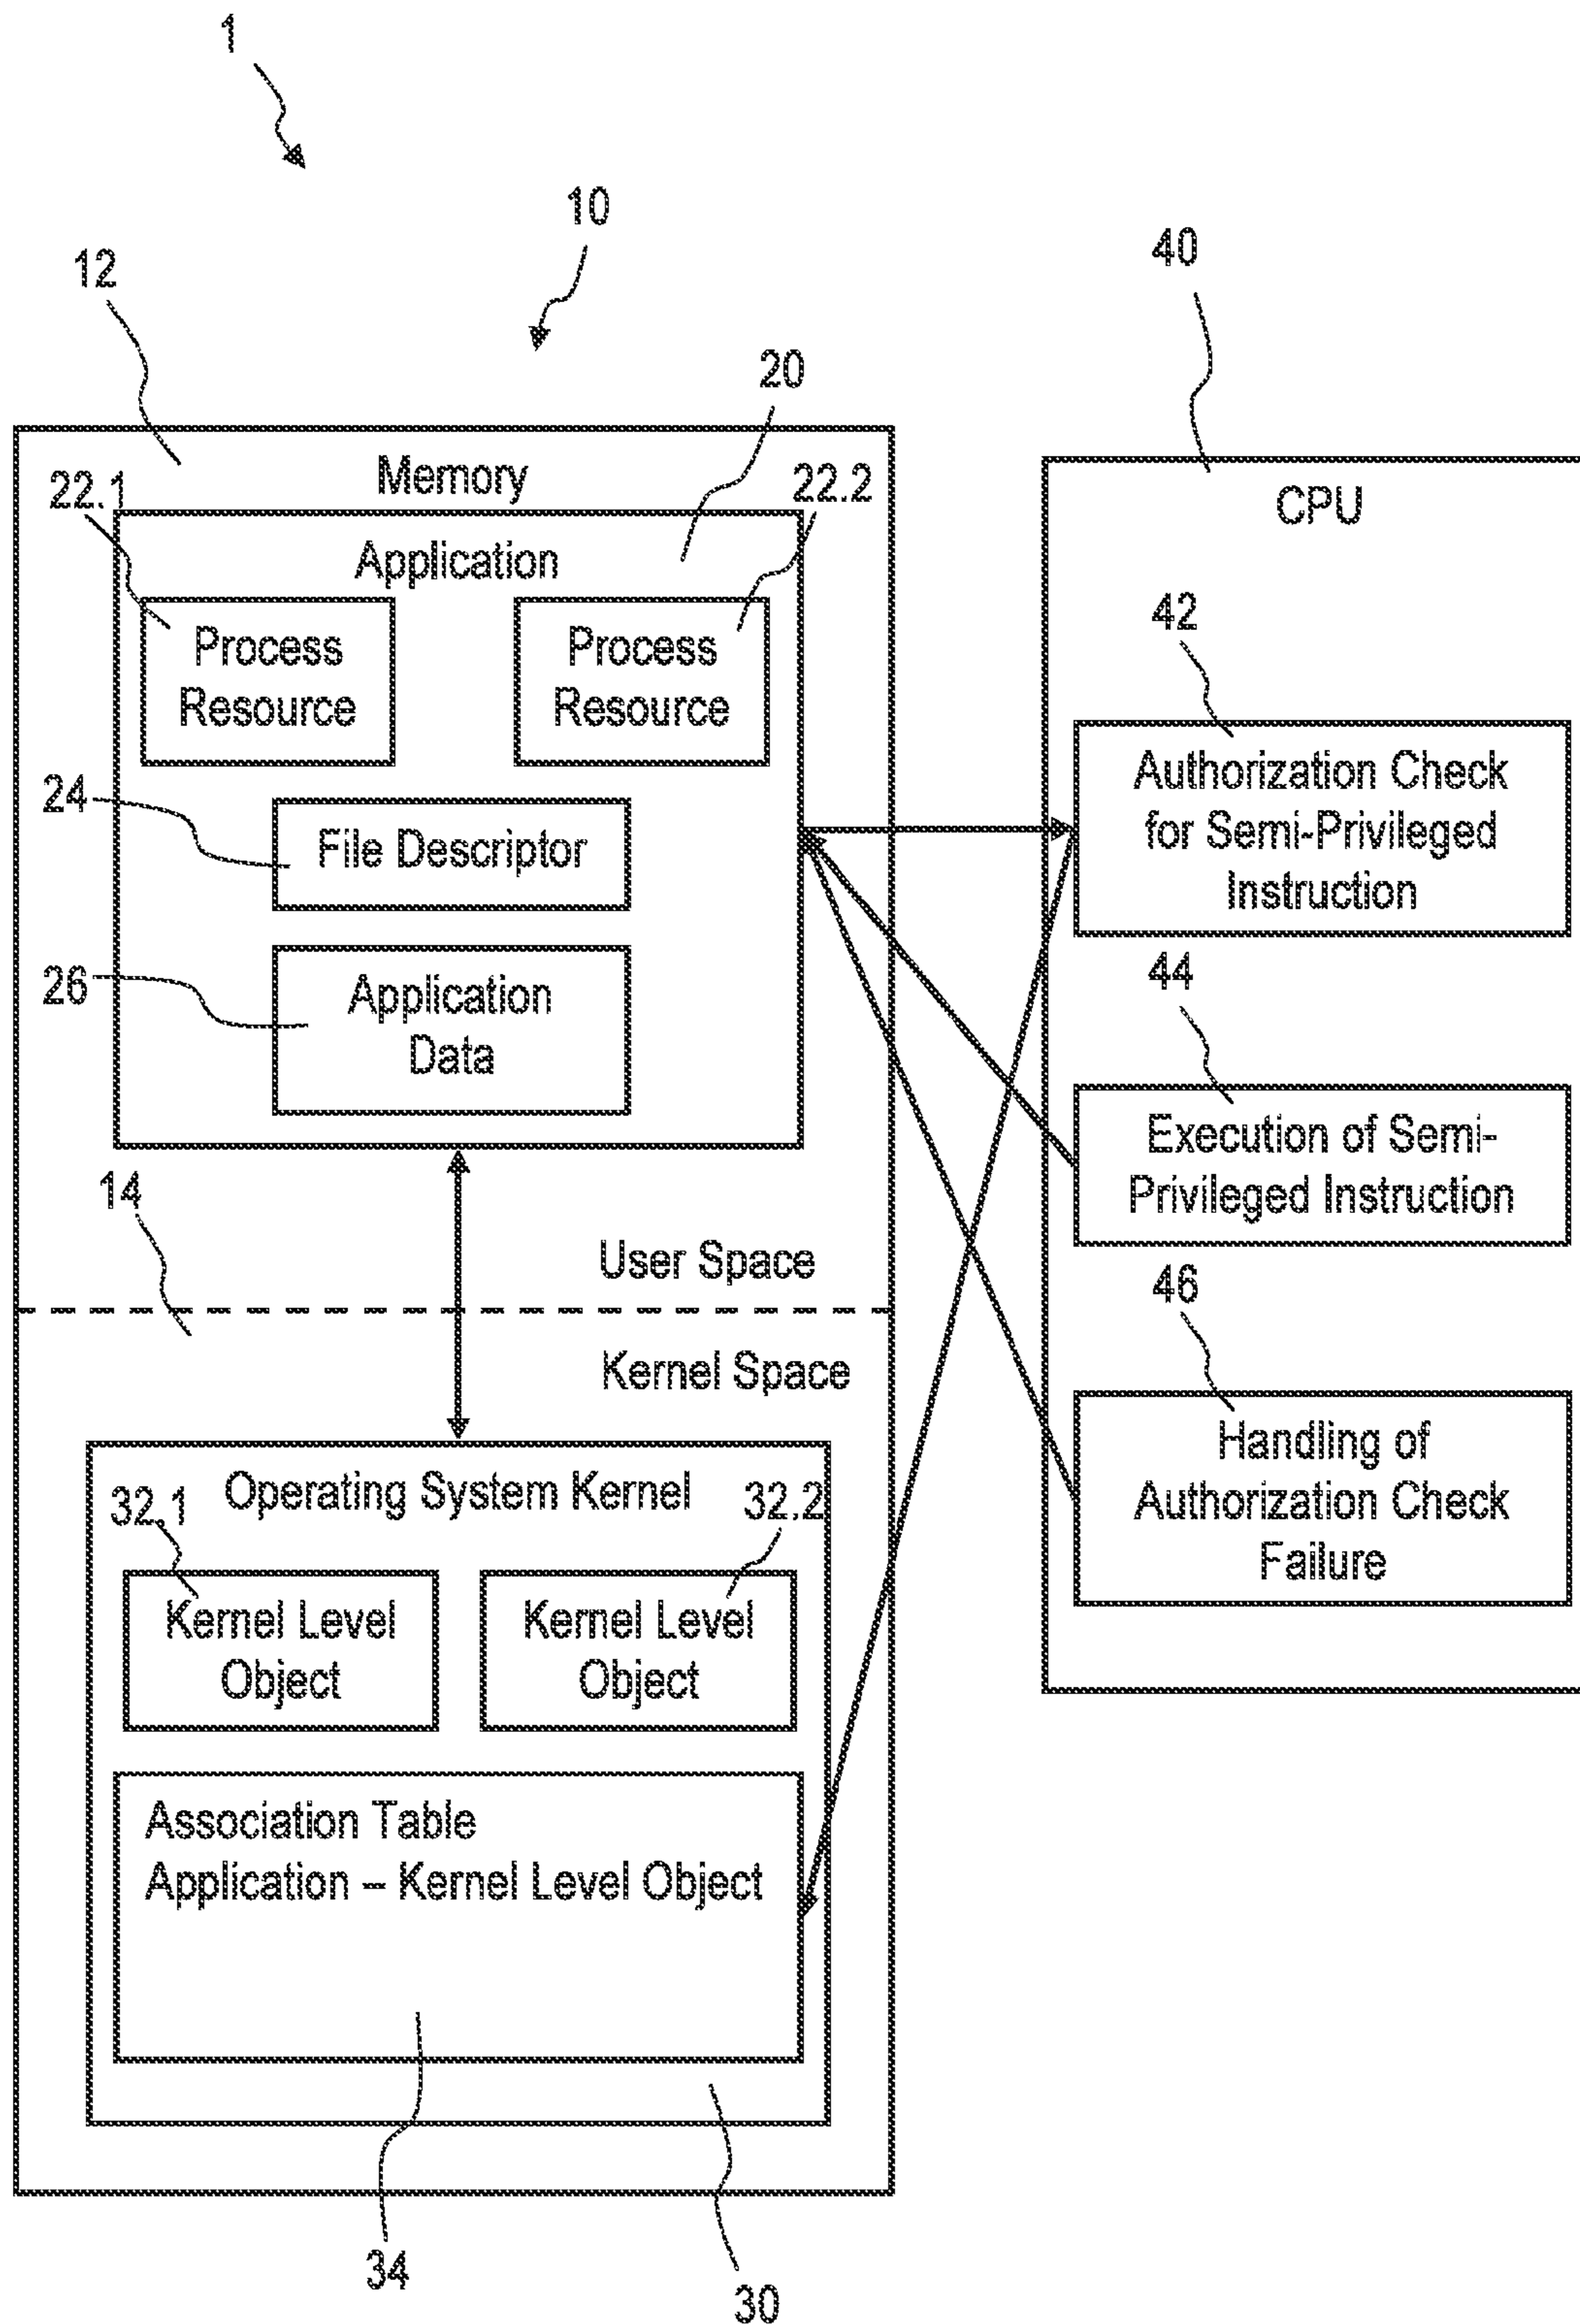 1
10
12
40
20
Memory
22.1
22.2
CPU
Application
42
Process
Resource
Process
Resource
Authorization Check
for Semi-Privileged
Instruction
24
File Descriptor
26
Application
Data
44
Execution of Semi-
Privileged Instruction
14
User Space
46
Kernel Space
Handling of
Authorization Check
Failure
Operating System Kernel
32.1
32.2
Kernel Level
Object
Kernel Level
Object
Association Table
Application – Kernel Level Object
34
30